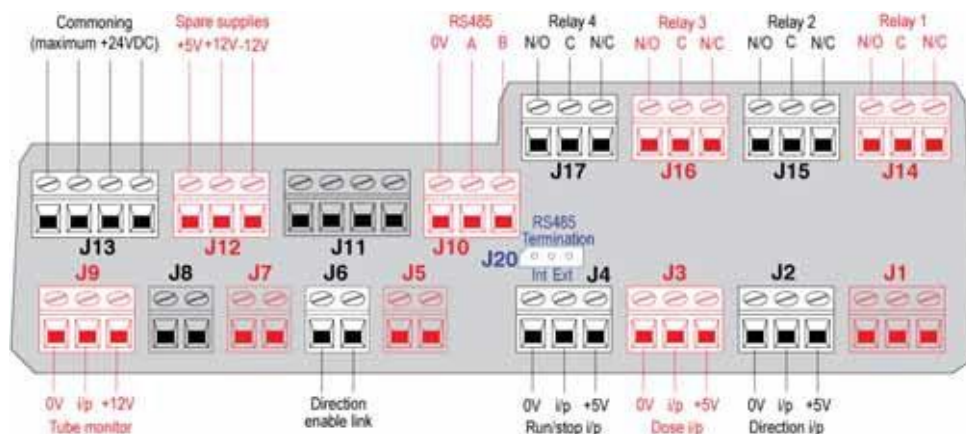 Commoning
(maximum +24VDC)
Spare supplies
+5V +12V -12V
RS485
0V A B
Relay 4
N/O C N/C
Relay 3
N/O C N/C
Relay 2
N/O C N/C
Relay 1
N/O C N/C
J17
J16
J15
J14
J13
J12
J11
J10
RS485
Termination
J20
Int Ext
J9
J8
J7
J6
J5
J4
J3
J2
J1
0V i/p +12V
Tube monitor
Direction
enable link
0V i/p +5V
Run/stop i/p
0V i/p +5V
Dose i/p
0V i/p +5V
Direction i/p